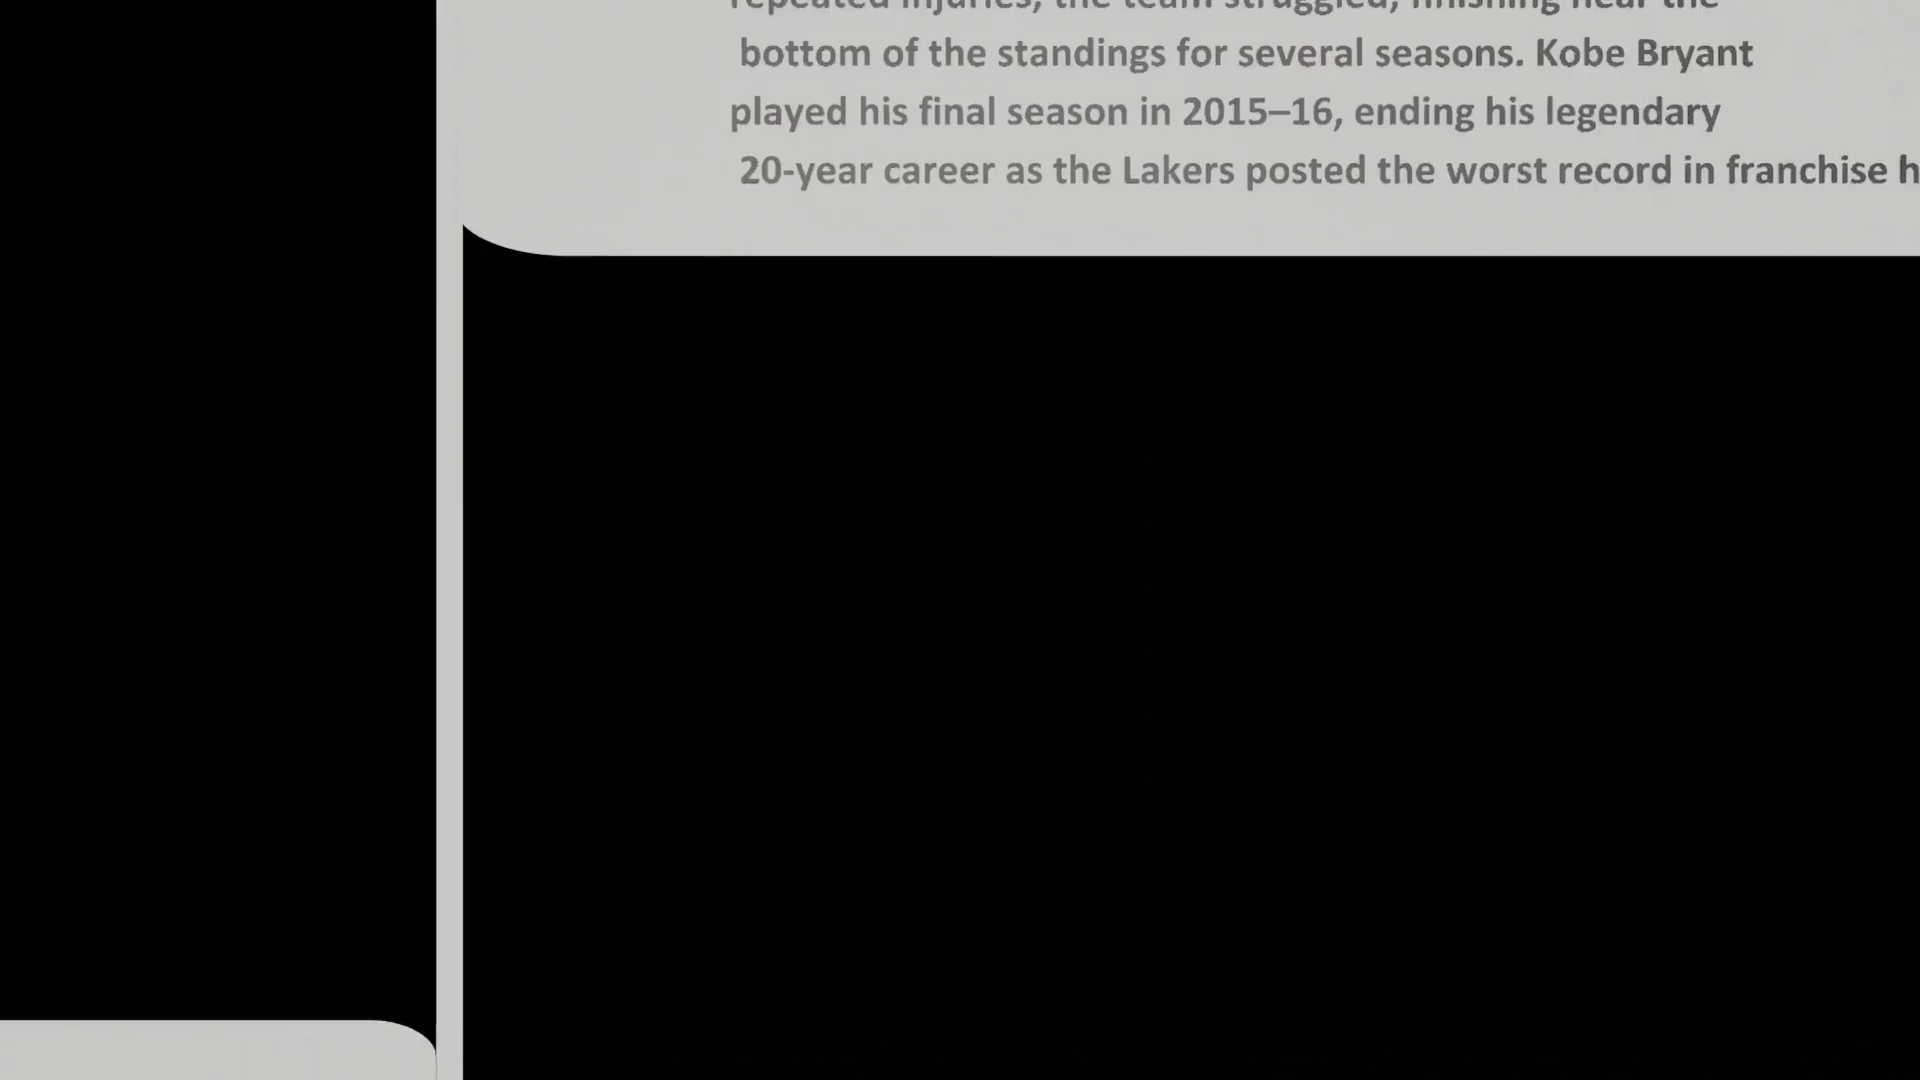 repeated injuries, the team struggled, finishing near the
bottom of the standings for several seasons. Kobe Bryant
played his final season in 2015–16, ending his legendary
20-year career as the Lakers posted the worst record in franchise